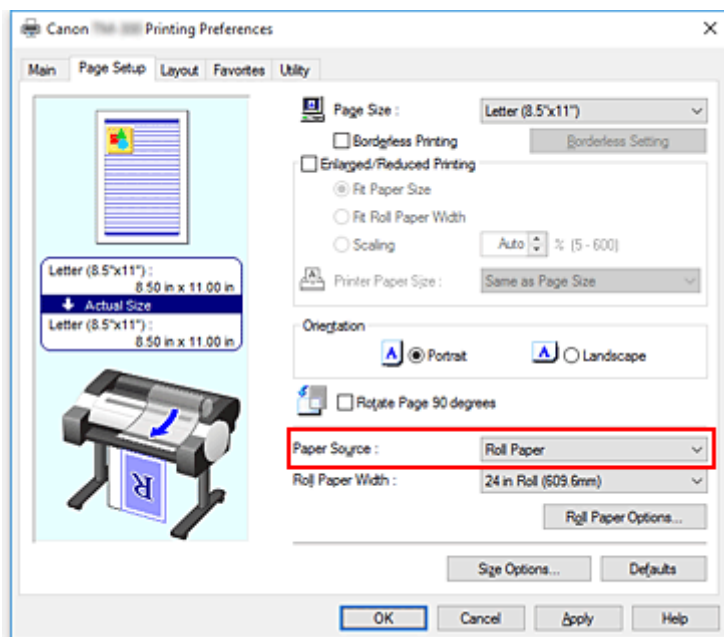 Canon Printing Preferences
Main Page Setup Layout Favorites Utility
Page Size : Letter (8.5"x11")
Borderless Printing Borderless Setting
Enlarged/Reduced Printing
Fit Paper Size
Fit Roll Paper Width
Scaling Auto % (5 - 600)
Printer Paper Size : Same as Page Size
Letter (8.5"x11") :
8.50 in x 11.00 in
Actual Size
Letter (8.5"x11") :
8.50 in x 11.00 in
Orientation
A Portrait A Landscape
Rotate Page 90 degrees
Paper Source : Roll Paper
Roll Paper Width : 24 in Roll (609.6mm)
R
Roll Paper Options...
Size Options... Defaults
OK Cancel Apply Help